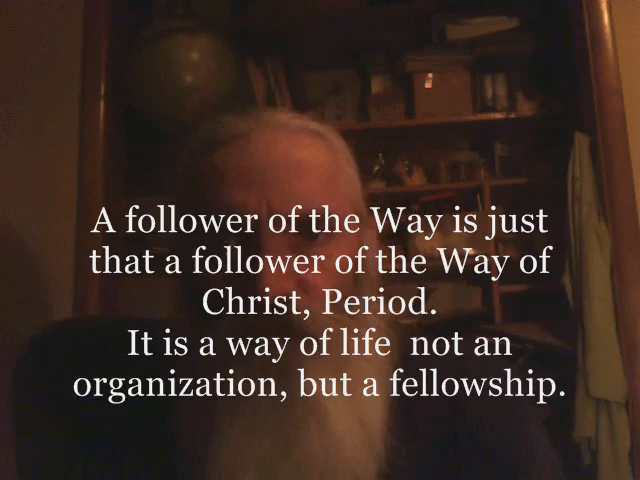 A follower of the Way is just
that a follower of the Way of
Christ, Period.
It is a way of life  not an
organization, but a fellowship.